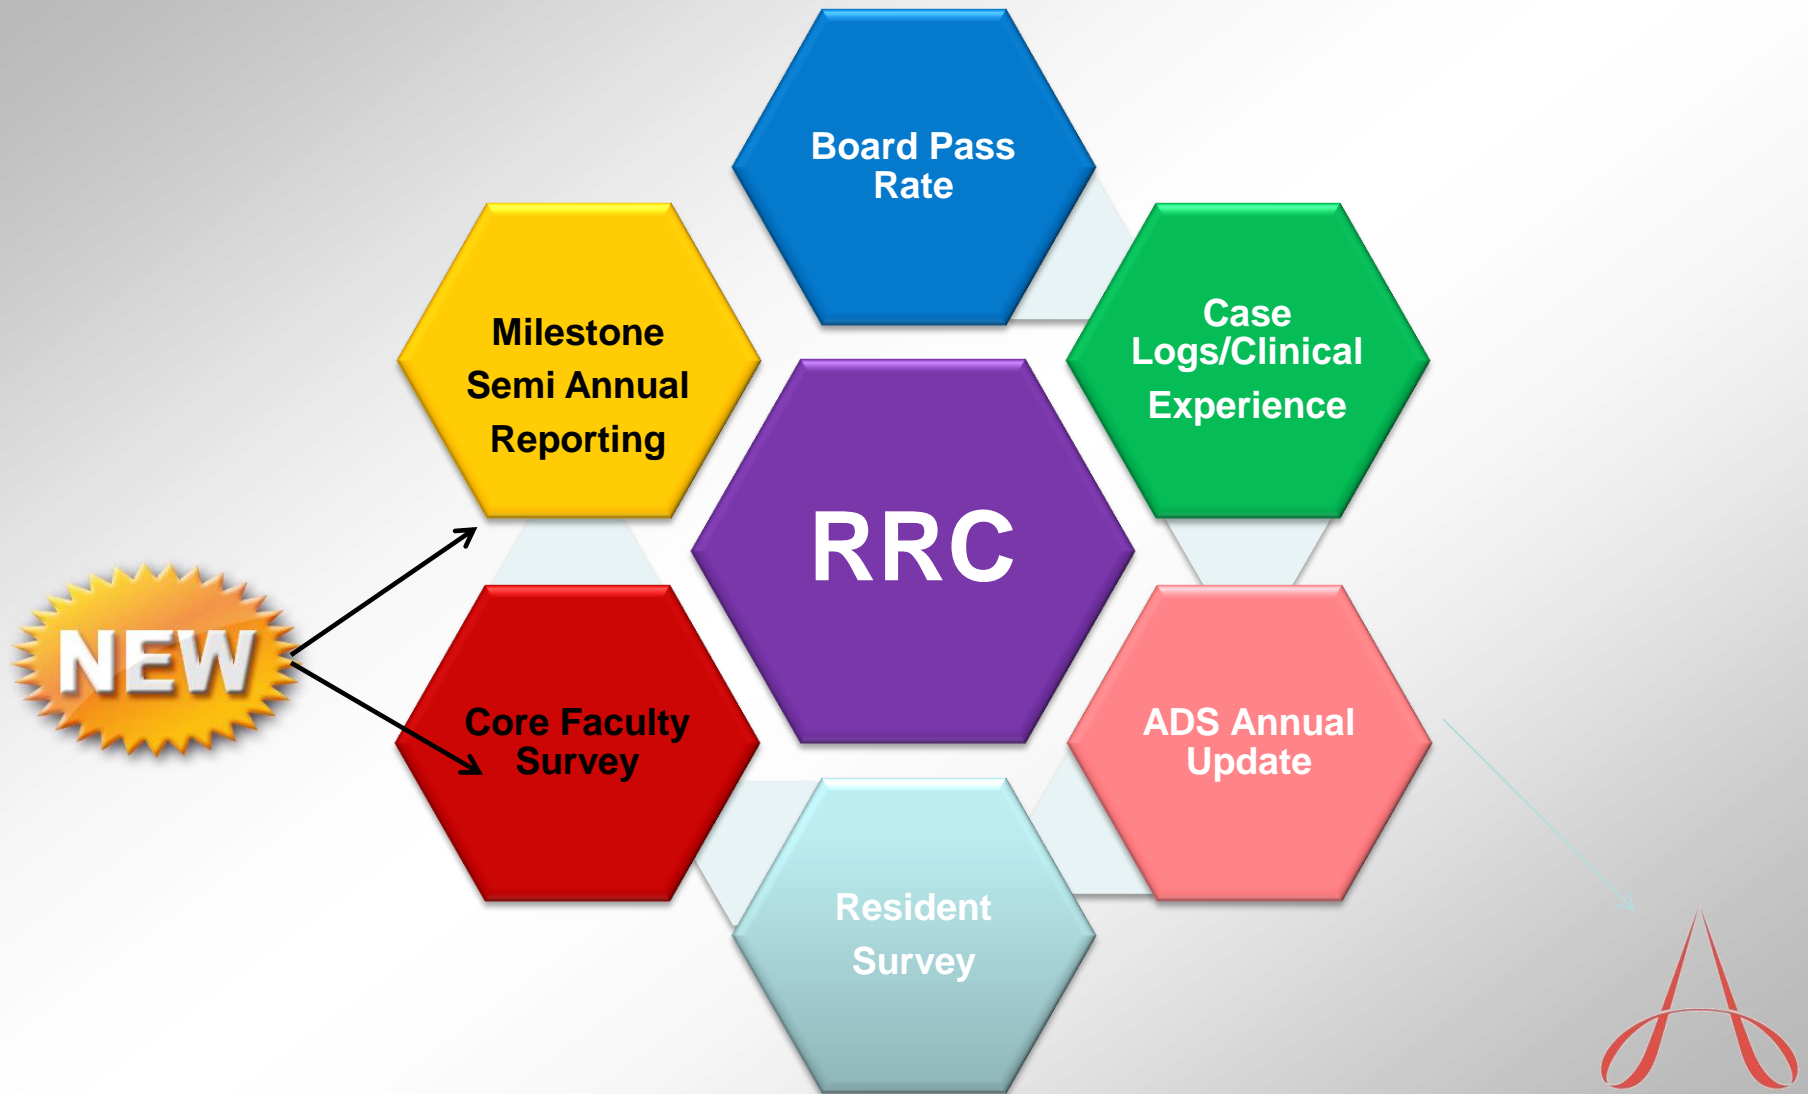 Board Pass
Rate
Case
Logs/Clinical
Experience
Milestone
Semi Annual
Reporting
RRC
NEW
Core Faculty
Survey
ADS Annual
Update
Resident
Survey